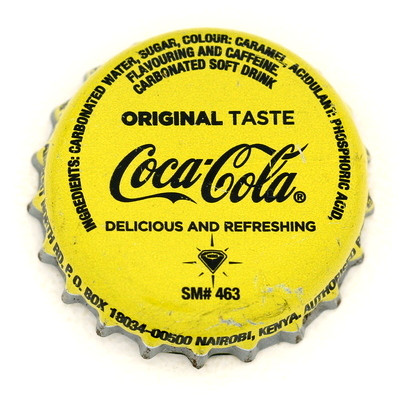 INGREDIENTS: CARBONATED WATER, SUGAR, COLOUR: CARAMEL, ACIDULANT: PHOSPHORIC ACID,
FLAVOURING AND CAFFEINE.
CARBONATED SOFT DRINK
ORIGINAL TASTE
Coca-Cola®
DELICIOUS AND REFRESHING
SM# 463
RD. P. O. BOX 18034-00500 NAIROBI, KENYA. AUTHORISED